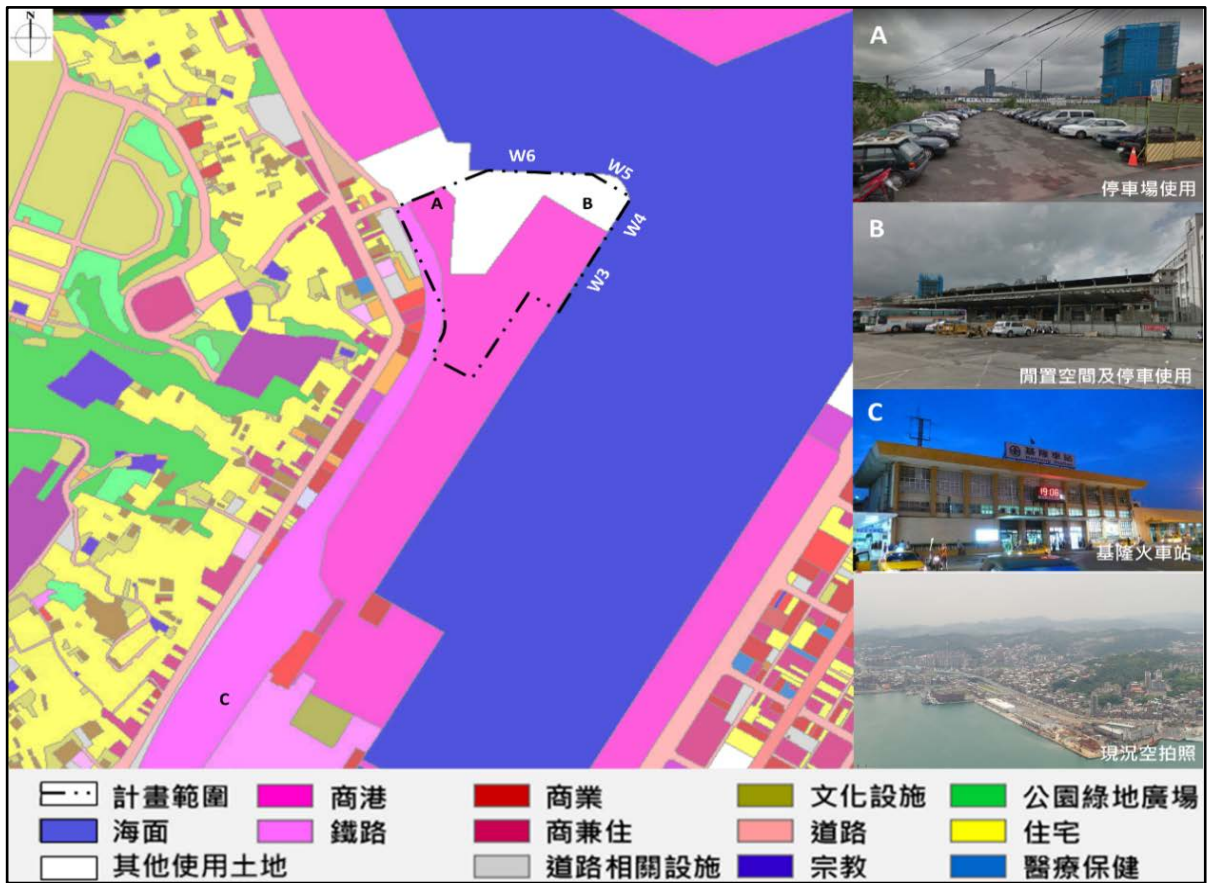 N
W6
W5
W4
W3
A
B
C
A
停車場使用
B
閒置空間及停車使用
C
基隆車站
19:06
基隆火車站
現況空拍照
計畫範圍
商港
商業
文化設施
公園綠地廣場
海面
鐵路
商兼住
道路
住宅
其他使用土地
道路相關設施
宗教
醫療保健